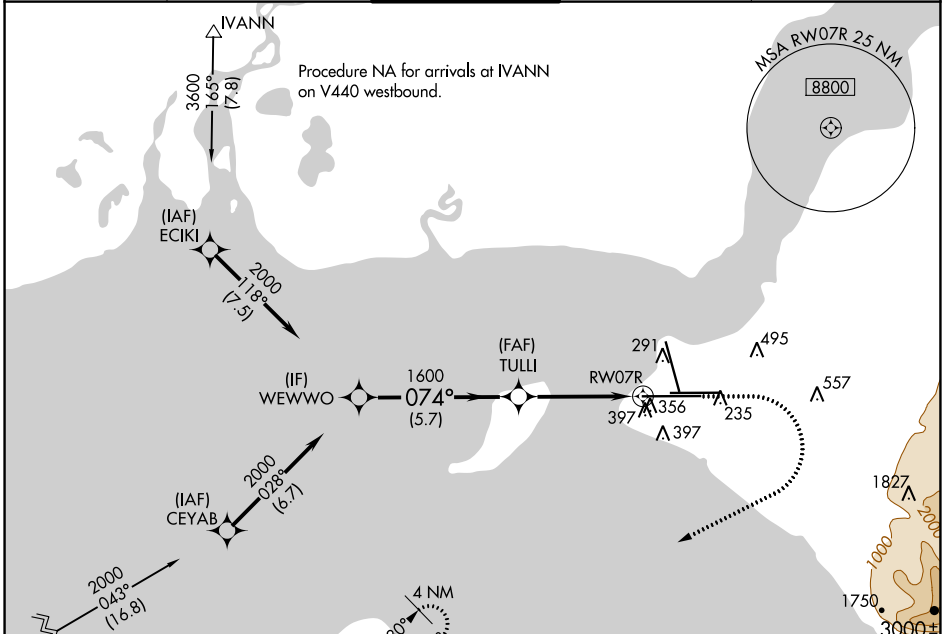 IVANN
Procedure NA for arrivals at IVANN
on V440 westbound.
3600
165°
(7.8)
MSA RW07R 25 NM
8800
(IAF)
ECIKI
2000
118°
(7.5)
(IF)
WEWWO
1600
074°
(5.7)
(FAF)
TULLI
RW07R
291
495
356
397
397
235
557
(IAF)
CEYAB
2000
028°
(6.7)
2000
043°
(16.8)
4 NM
1827
2000
1000
1750
3000±